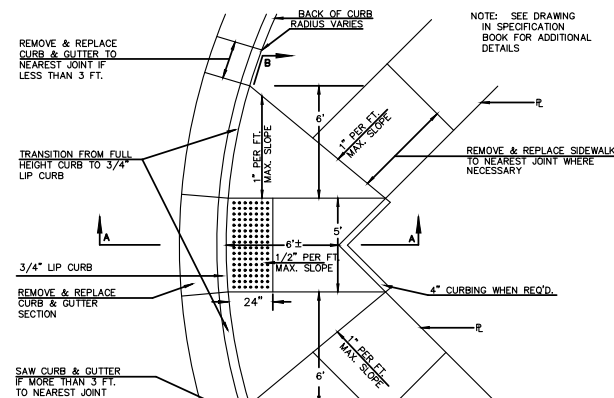 BACK OF CURB
RADIUS VARIES
NOTE: SEE DRAWING
IN SPECIFICATION
BOOK FOR ADDITIONAL
DETAILS
REMOVE & REPLACE
CURB & GUTTER TO
NEAREST JOINT IF
LESS THAN 3 FT.
B
6'
1" PER FT.
MAX. SLOPE
1" PER FT.
MAX. SLOPE
PL
TRANSITION FROM FULL
HEIGHT CURB TO 3/4"
LIP CURB
REMOVE & REPLACE SIDEWALK
TO NEAREST JOINT WHERE
NECESSARY
A
6'±
5'
A
1/2" PER FT.
MAX. SLOPE
3/4" LIP CURB
REMOVE & REPLACE
CURB & GUTTER
SECTION
24"
4" CURBING WHEN REQ'D.
PL
1" PER FT.
MAX. SLOPE
SAW CURB & GUTTER
IF MORE THAN 3 FT.
TO NEAREST JOINT
6'